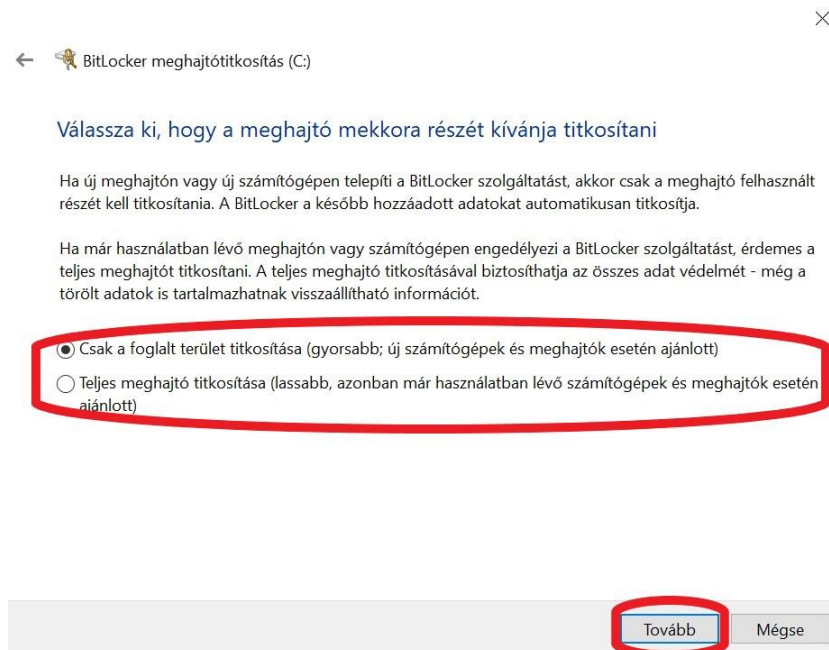 BitLocker meghajtótitkosítás (C:)
Válassza ki, hogy a meghajtó mekkora részét kívánja titkosítani
Ha új meghajtón vagy új számítógépen telepíti a BitLocker szolgáltatást, akkor csak a meghajtó felhasznált
részét kell titkosítania. A BitLocker a később hozzáadott adatokat automatikusan titkosítja.
Ha már használatban lévő meghajtón vagy számítógépen engedélyezi a BitLocker szolgáltatást, érdemes a
teljes meghajtót titkosítani. A teljes meghajtó titkosításával biztosíthatja az összes adat védelmét - még a
törölt adatok is tartalmazhatnak visszaállítható információt.
Csak a foglalt terület titkosítása (gyorsabb; új számítógépek és meghajtók esetén ajánlott)
Teljes meghajtó titkosítása (lassabb, azonban már használatban lévő számítógépek és meghajtók esetén
ajánlott)
Tovább Mégse